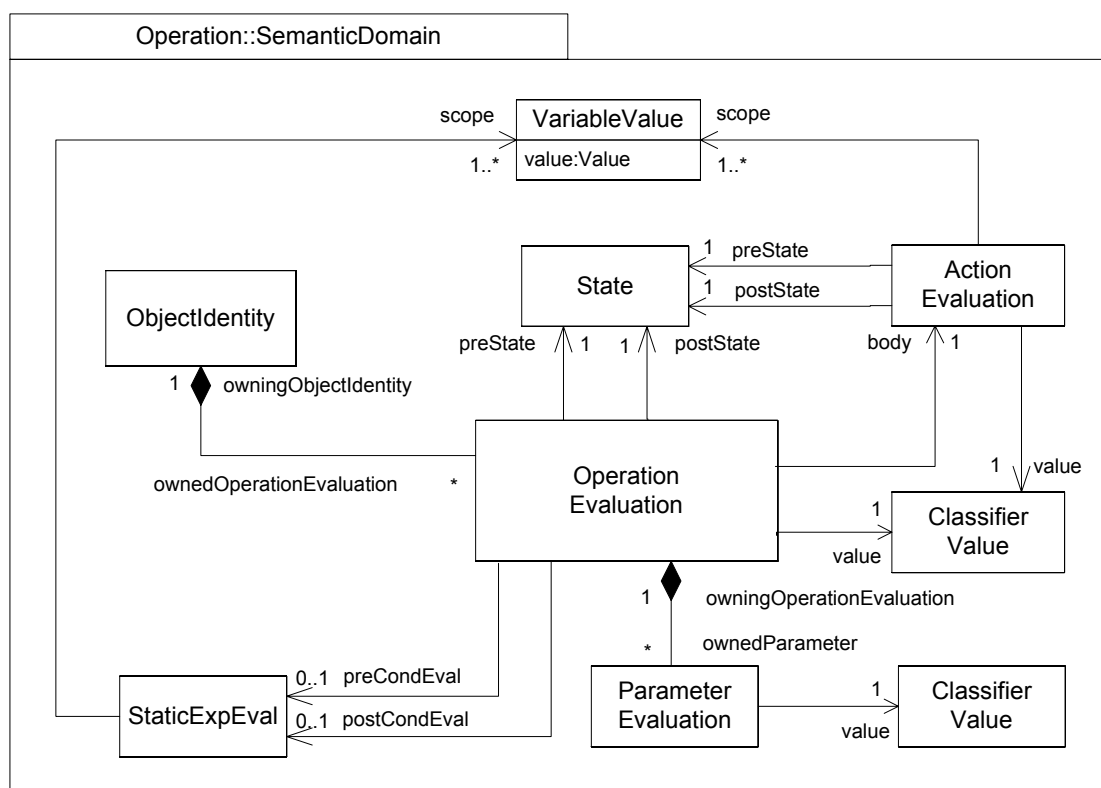 Operation::SemanticDomain
scope
VariableValue
scope
1..*
value:Value
1..*
ObjectIdentity
State
1
preState
1
postState
Action
Evaluation
preState
1
1
postState
body
1
1
owningObjectIdentity
ownedOperationEvaluation
*
Operation
Evaluation
1
value
1
value
Classifier
Value
1
owningOperationEvaluation
*
ownedParameter
0..1
preCondEval
0..1
postCondEval
StaticExpEval
Parameter
Evaluation
1
value
Classifier
Value